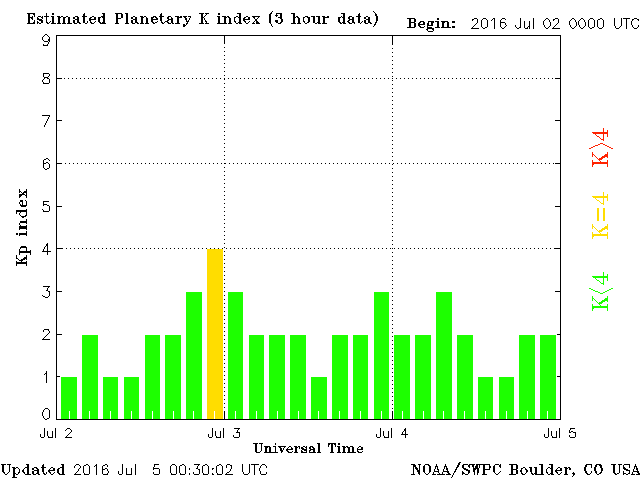 Estimated Planetary K index (3 hour data) Begin: 2016 Jul 02 0000 UTC
9
8
7
6
5
4
3
2
1
0
Kp index
K>4
K=4
K<4
Jul 2 Jul 3 Jul 4 Jul 5
Universal Time
Updated 2016 Jul 5 00:30:02 UTC NOAA/SWPC Boulder, CO USA